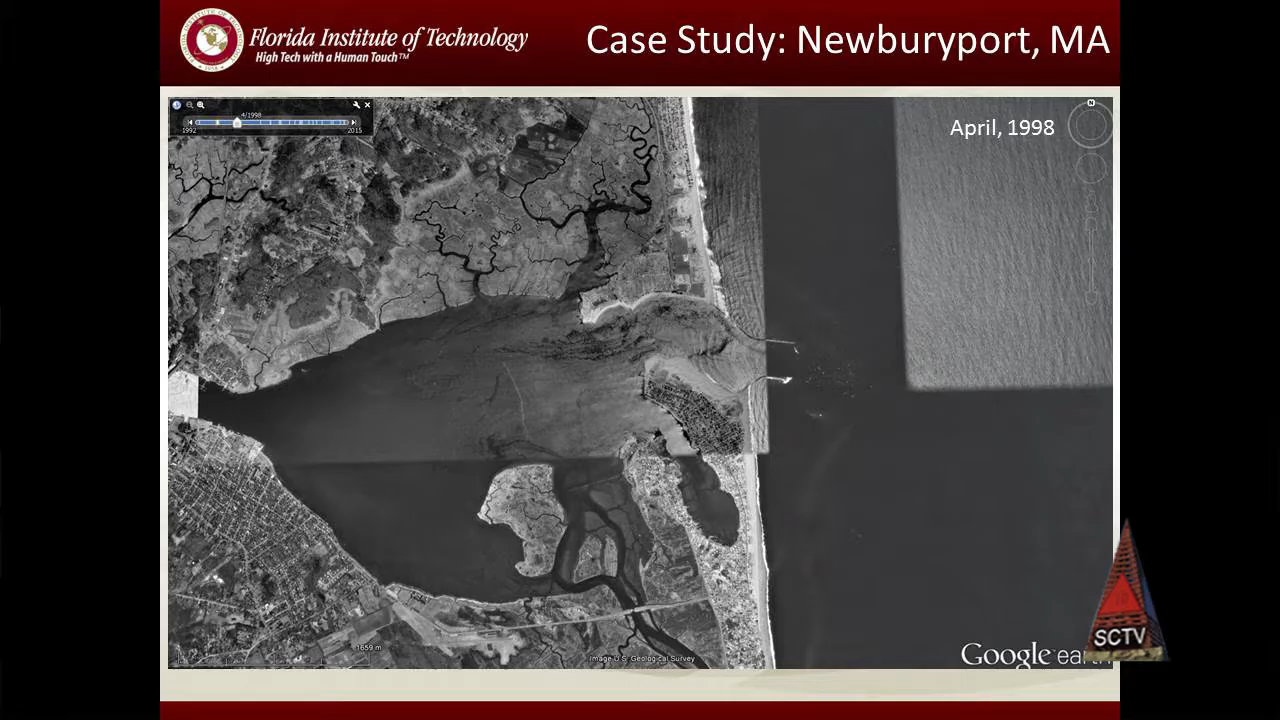 Florida Institute of Technology
High Tech with a Human Touch™
Case Study: Newburyport, MA
4/1998
1992
2015
April, 1998
N
1659 m
Image U.S. Geological Survey
Google earth
SCTV